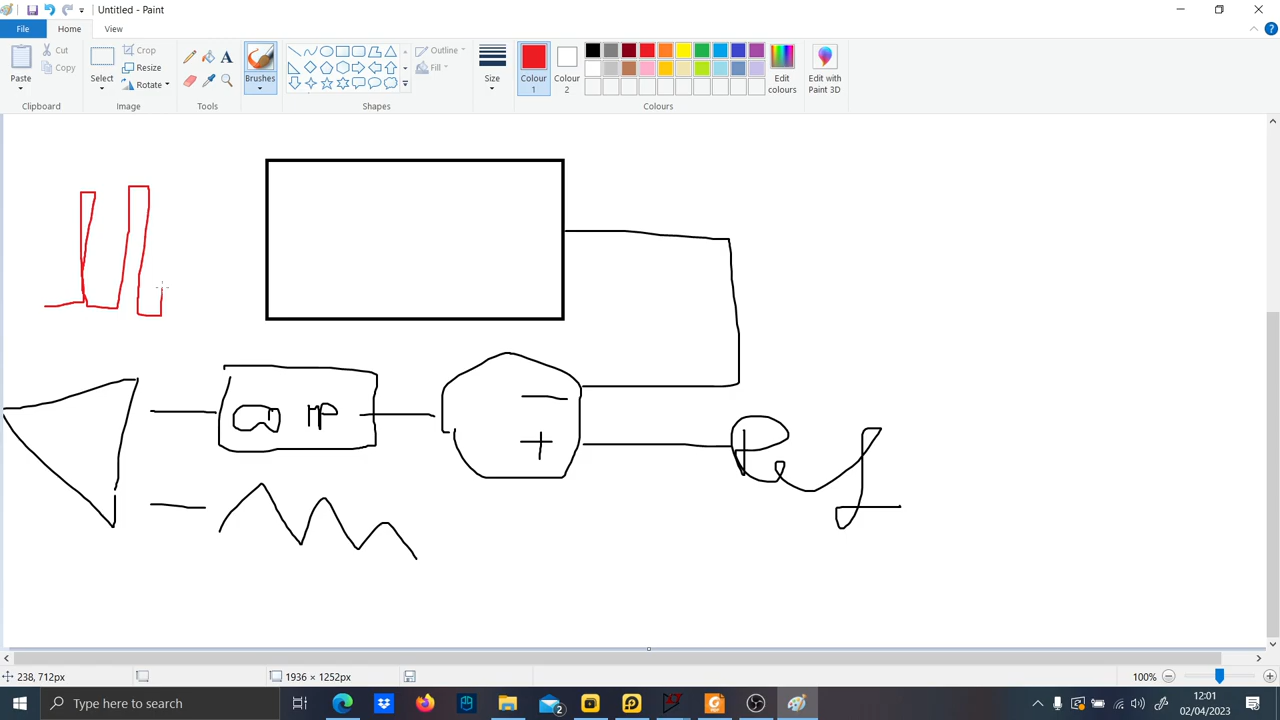 Untitled - Paint
File Home View
Cut Crop Outline Edit colours Edit with Paint 3D
Paste Copy Select Resize Rotate Brushes Fill Size Colour 1 Colour 2
Clipboard Image Tools Shapes Colours
Ref
238, 712px 1936 × 1252px 100%
Type here to search 2 12:01
02/04/2023